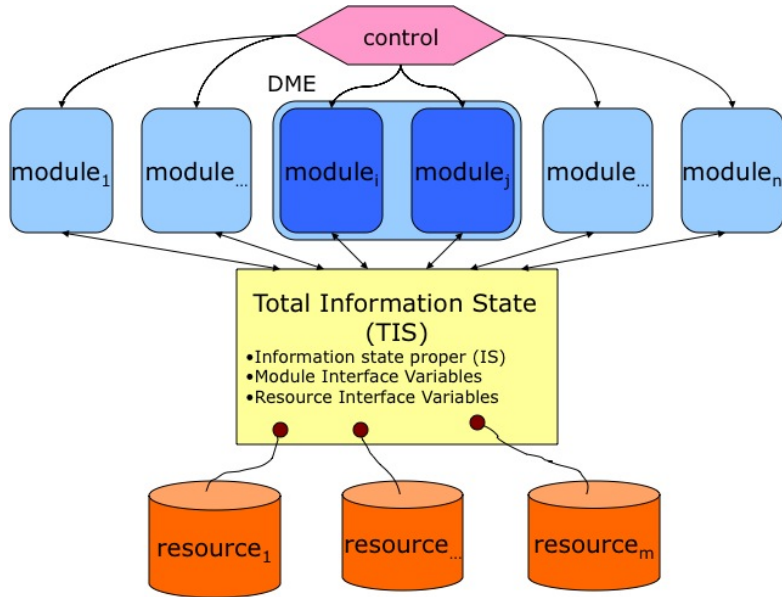 control
DME
module1
module...
modulei
modulej
module...
modulen
Total Information State
(TIS)
•Information state proper (IS)
•Module Interface Variables
•Resource Interface Variables
resource1
resource...
resourcem